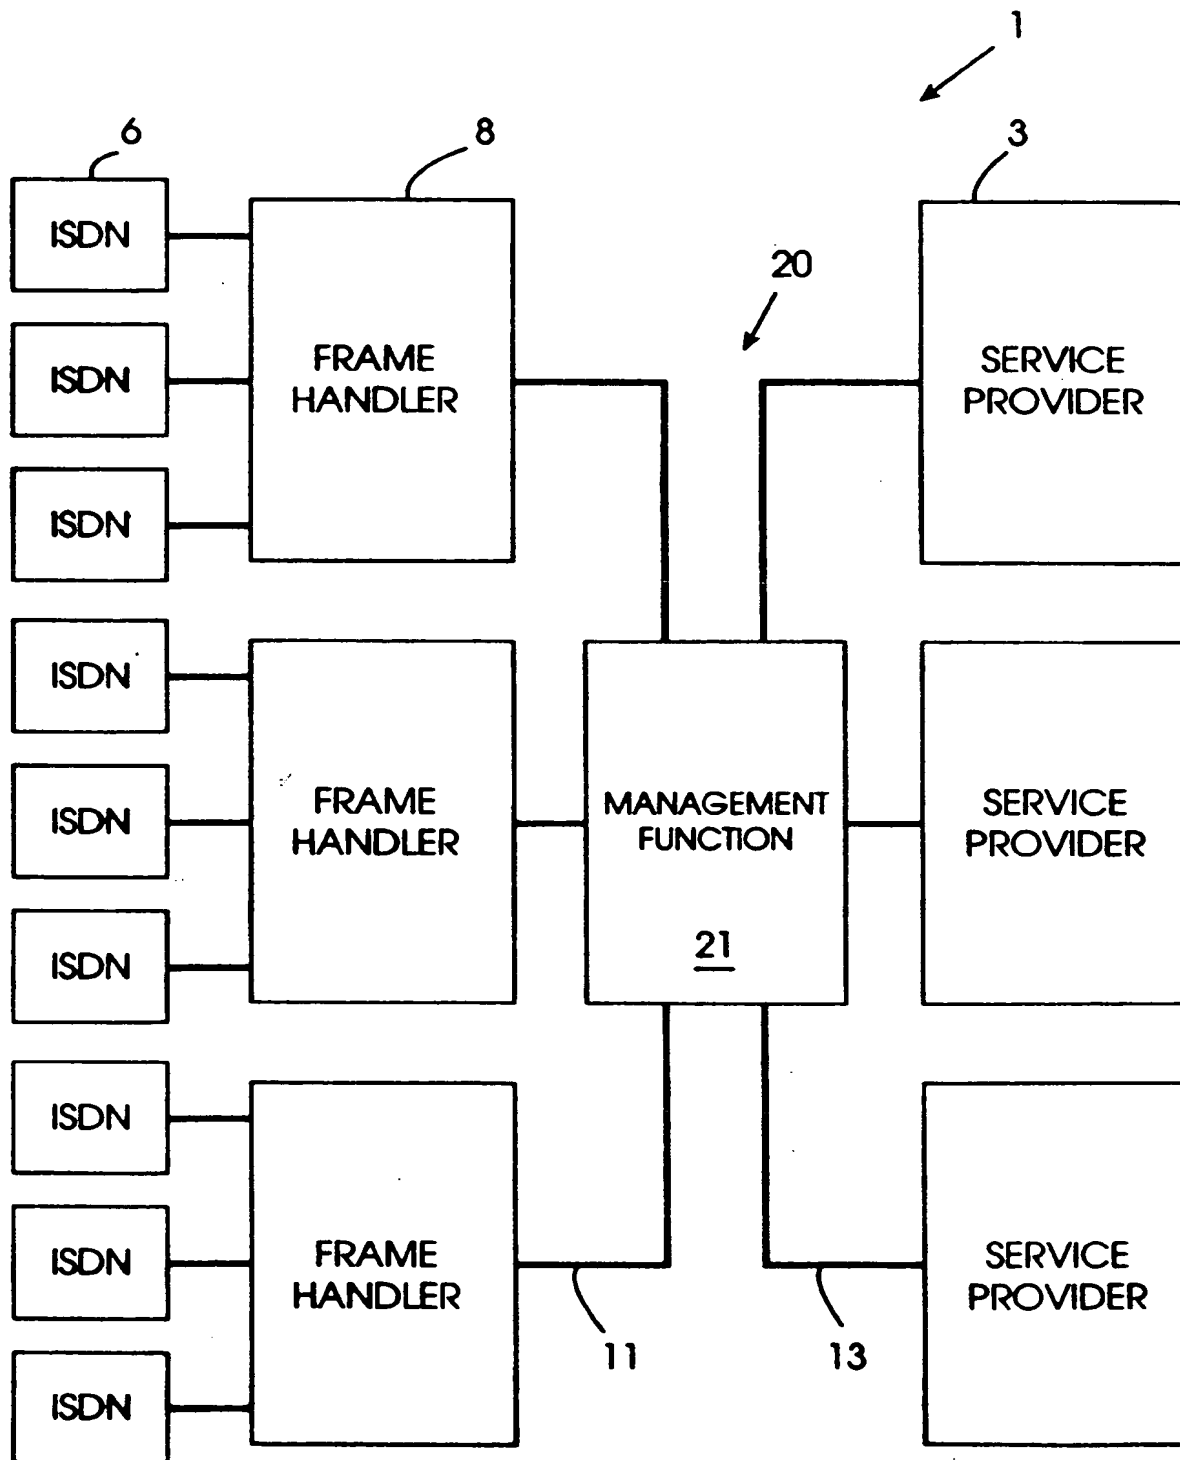 1
6
8
3
ISDN
ISDN
ISDN
FRAME
HANDLER
20
SERVICE
PROVIDER
ISDN
ISDN
ISDN
FRAME
HANDLER
MANAGEMENT
FUNCTION
21
SERVICE
PROVIDER
ISDN
ISDN
ISDN
FRAME
HANDLER
11
13
SERVICE
PROVIDER